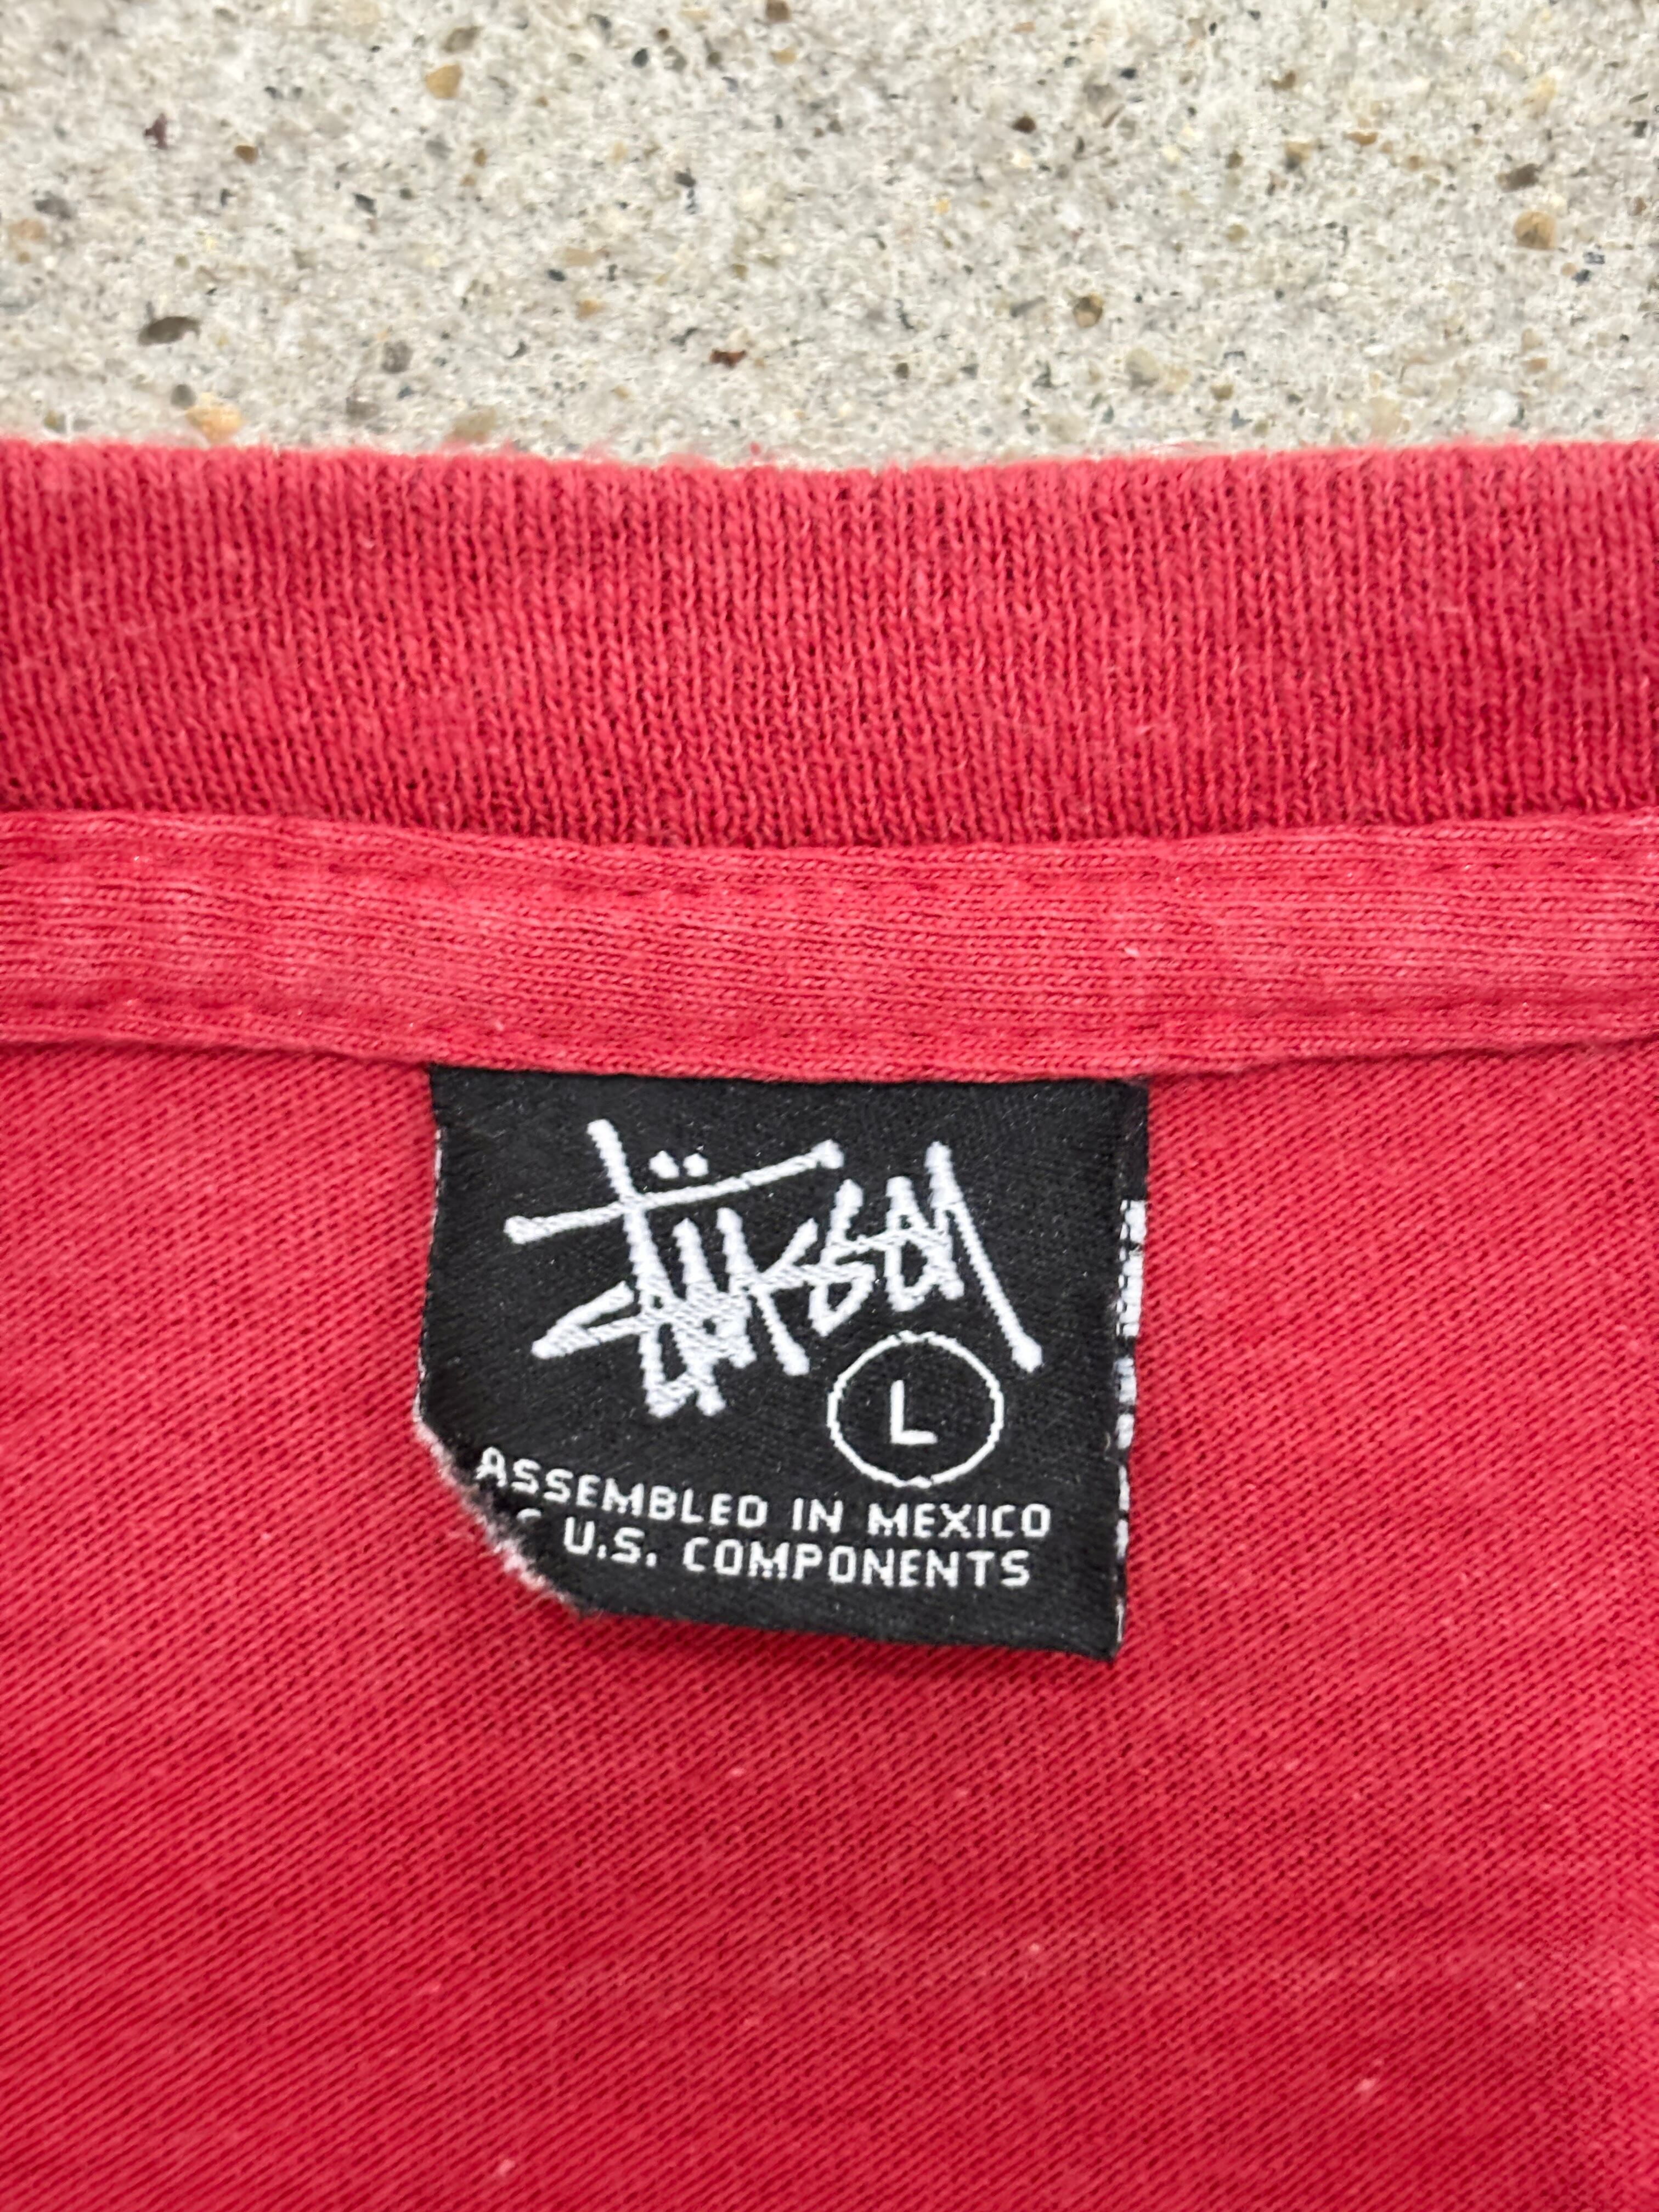 Stüssy
L
ASSEMBLED IN MEXICO
U.S. COMPONENTS